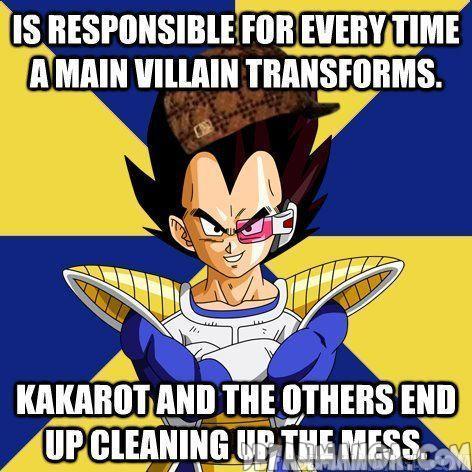 IS RESPONSIBLE FOR EVERY TIME
A MAIN VILLAIN TRANSFORMS.
KAKAROT AND THE OTHERS END
UP CLEANING UP THE MESS.